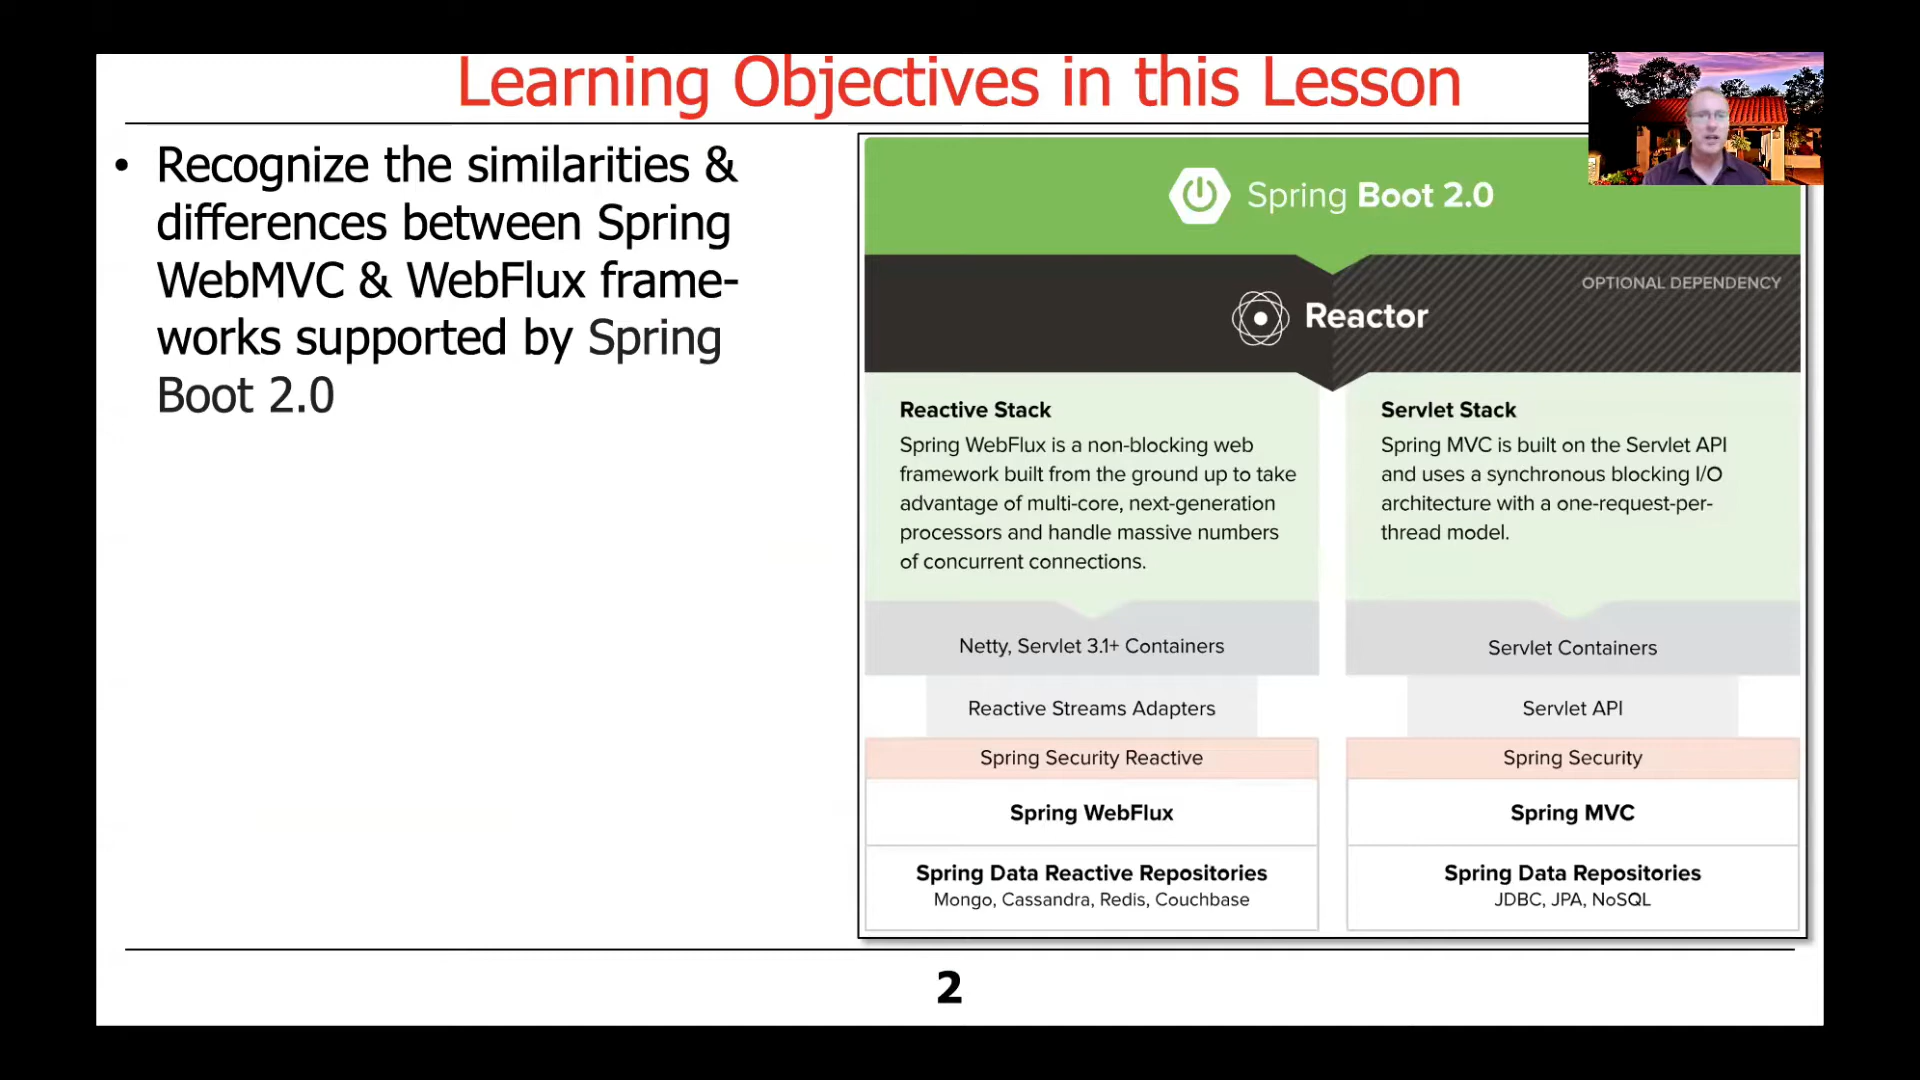 Learning Objectives in this Lesson
• Recognize the similarities &
differences between Spring
WebMVC & WebFlux frame-
works supported by Spring
Boot 2.0
Spring Boot 2.0
OPTIONAL DEPENDENCY
Reactor
Reactive Stack
Spring WebFlux is a non-blocking web
framework built from the ground up to take
advantage of multi-core, next-generation
processors and handle massive numbers
of concurrent connections.
Netty, Servlet 3.1+ Containers
Reactive Streams Adapters
Spring Security Reactive
Spring WebFlux
Spring Data Reactive Repositories
Mongo, Cassandra, Redis, Couchbase
Servlet Stack
Spring MVC is built on the Servlet API
and uses a synchronous blocking I/O
architecture with a one-request-per-
thread model.
Servlet Containers
Servlet API
Spring Security
Spring MVC
Spring Data Repositories
JDBC, JPA, NoSQL
2